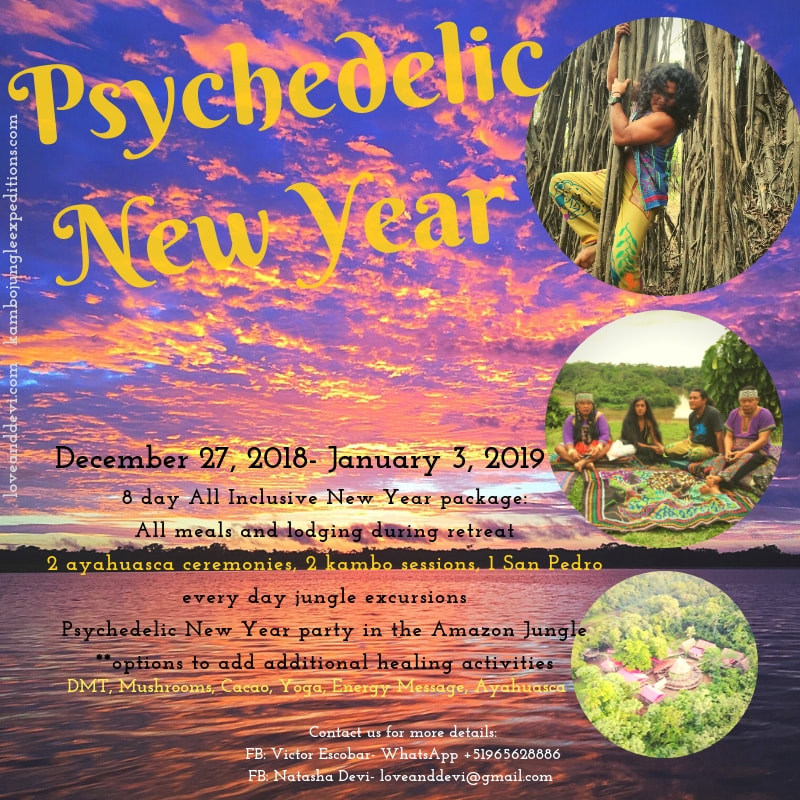 Psychedelic
New Year
loveanddevi.com kambojungleexpeditions.com
December 27, 2018- January 3, 2019
8 day All Inclusive New Year package:
All meals and lodging during retreat
2 ayahuasca ceremonies, 2 kambo sessions, 1 San Pedro
every day jungle excursions
Psychedelic New Year party in the Amazon Jungle
**options to add additional healing activities
DMT, Mushrooms, Cacao, Yoga, Energy Message, Ayahuasca
Contact us for more details:
FB: Victor Escobar- WhatsApp +51965628886
FB: Natasha Devi- loveanddevi@gmail.com